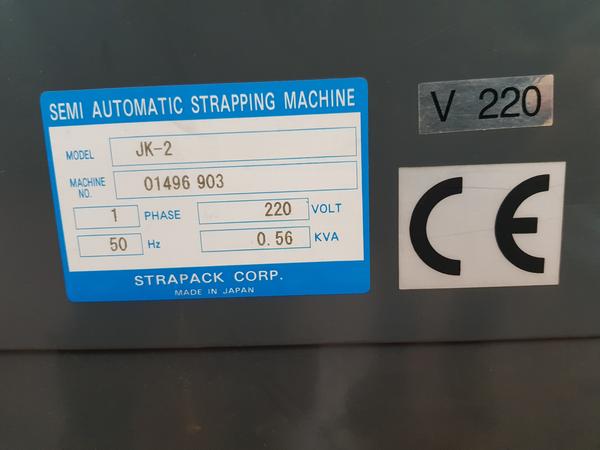 SEMI AUTOMATIC STRAPPING MACHINE
MODEL JK-2
MACHINE NO. 01496 903
1 PHASE 220 VOLT
50 Hz 0.56 KVA
STRAPACK CORP.
MADE IN JAPAN
V 220
CE